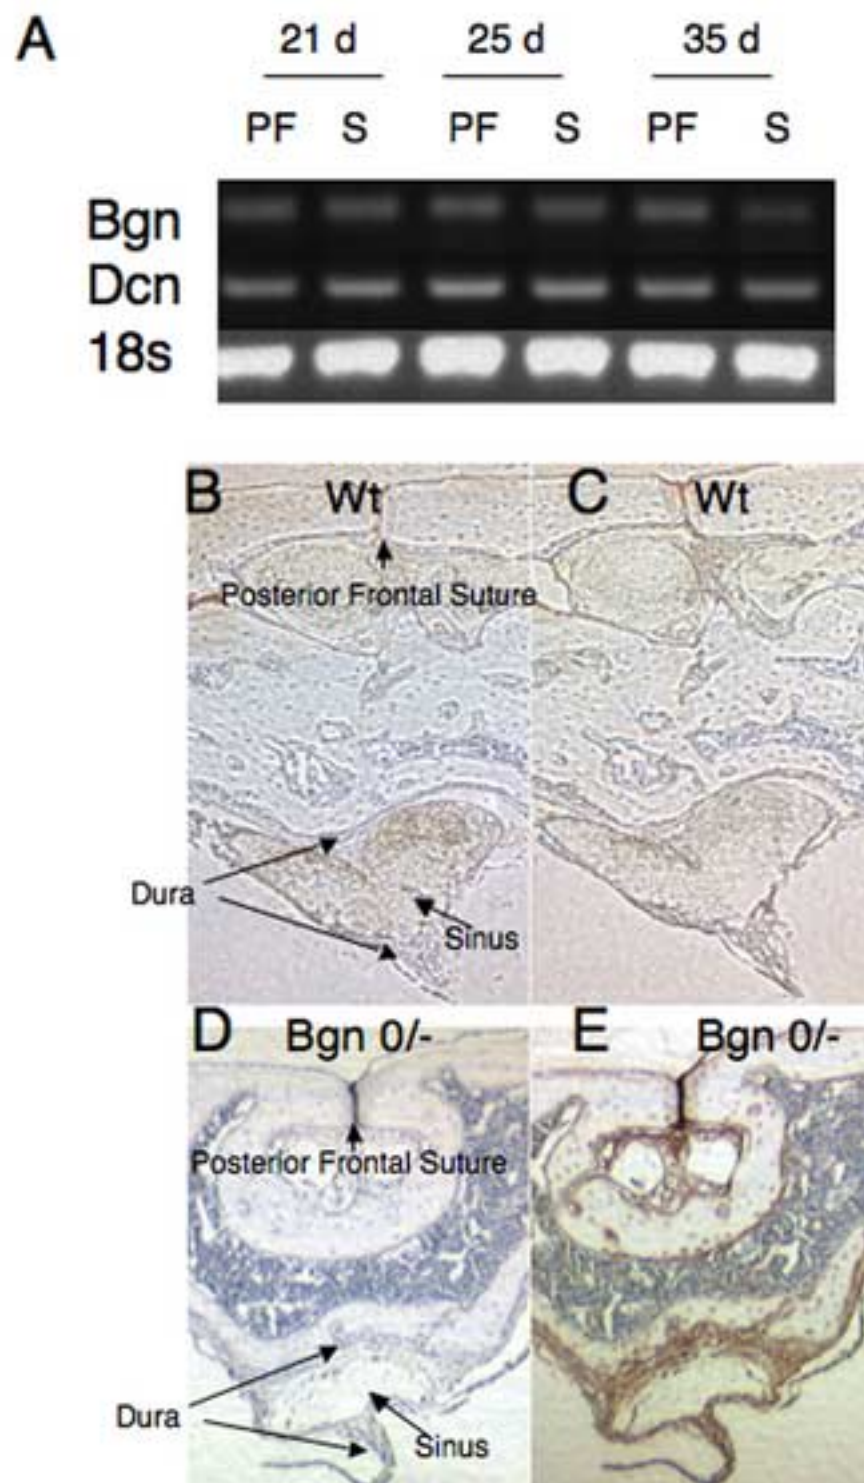 A
21 d 25 d 35 d
PF S PF S PF S
Bgn
Dcn
18s
B Wt C Wt
Posterior Frontal Suture
Dura
Sinus
D Bgn 0/- E Bgn 0/-
Posterior Frontal Suture
Dura
Sinus